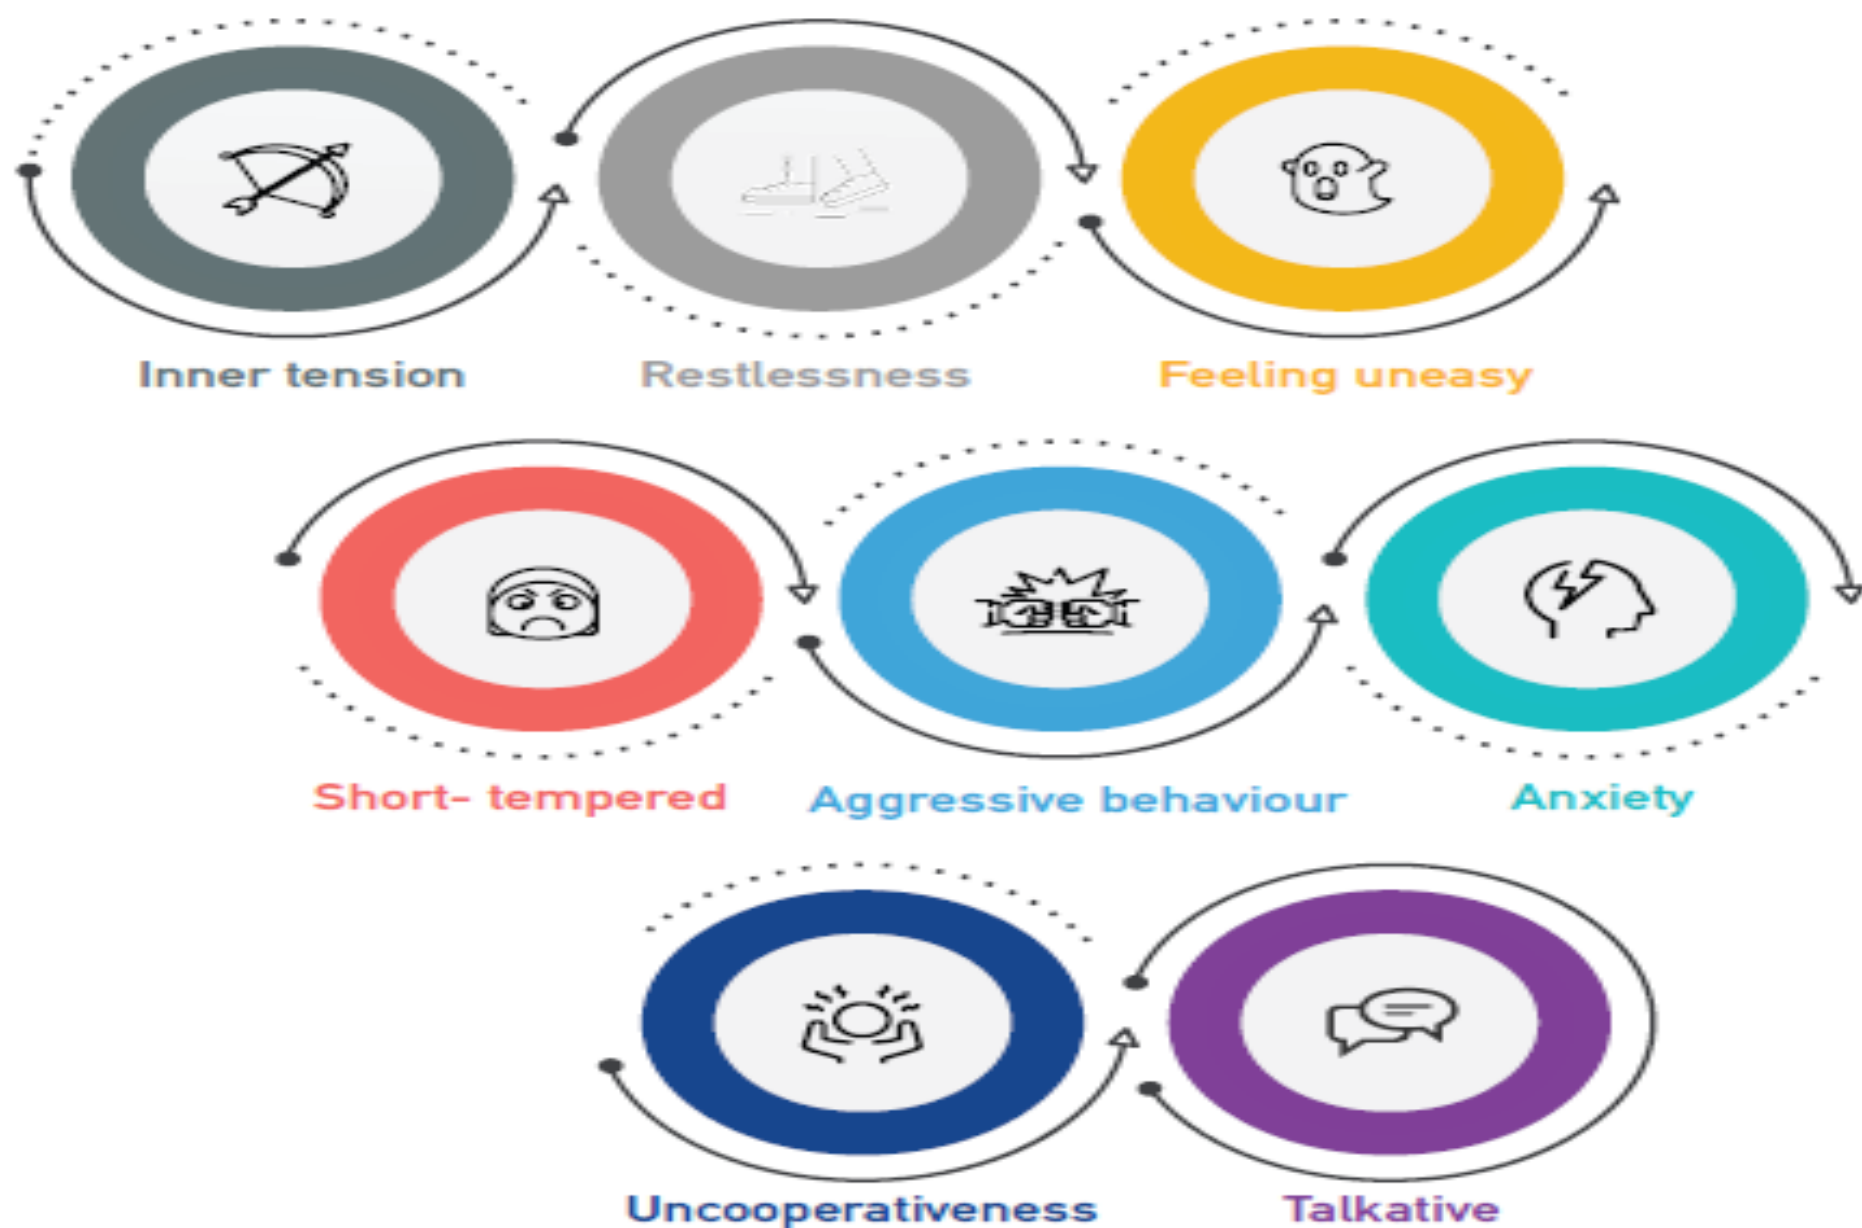 Inner tension
Restlessness
Feeling uneasy
Short- tempered
Aggressive behaviour
Anxiety
Uncooperativeness
Talkative